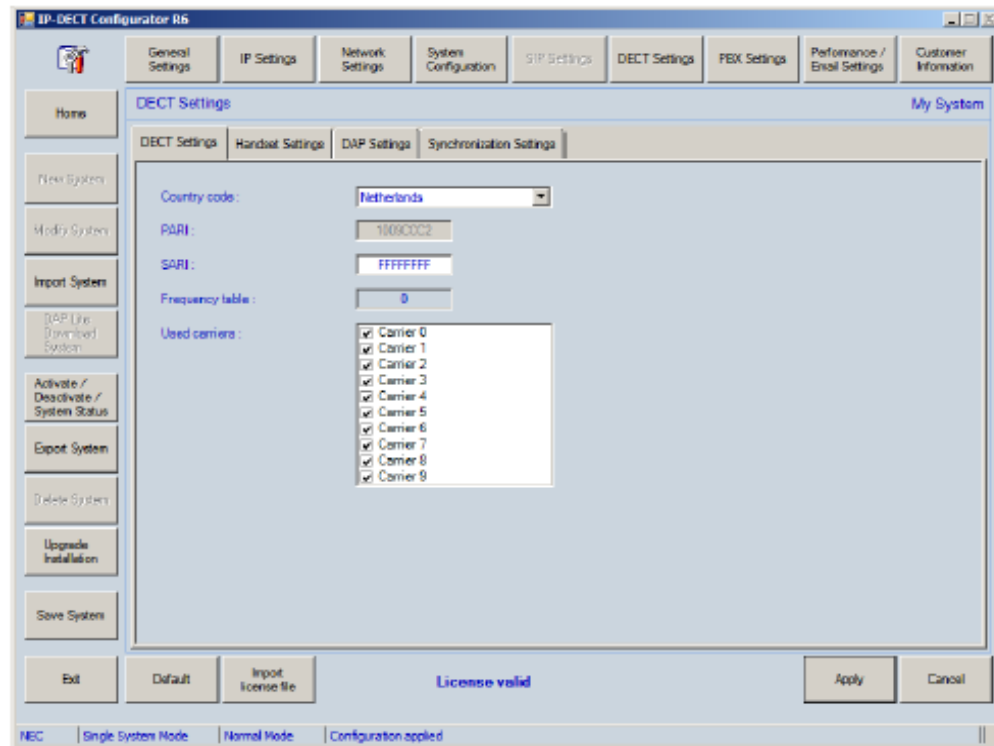 IP-DECT Configurator R6
General Settings
IP Settings
Network Settings
System Configuration
SIP Settings
DECT Settings
PBX Settings
Performance / Email Settings
Customer Information
Home
New System
Modify System
Import System
DAP Lite Download System
Activate / Deactivate / System Status
Export System
Delete System
Upgrade Installation
Save System
Exit
DECT Settings
My System
DECT Settings
Handset Settings
DAP Settings
Synchronization Settings
Country code : Netherlands
PARI : 1009CCC2
SARI : FFFFFFFF
Frequency table : 0
Used carriers :
Carrier 0
Carrier 1
Carrier 2
Carrier 3
Carrier 4
Carrier 5
Carrier 6
Carrier 7
Carrier 8
Carrier 9
Default
Import license file
License valid
Apply
Cancel
NEC
Single System Mode
Normal Mode
Configuration applied